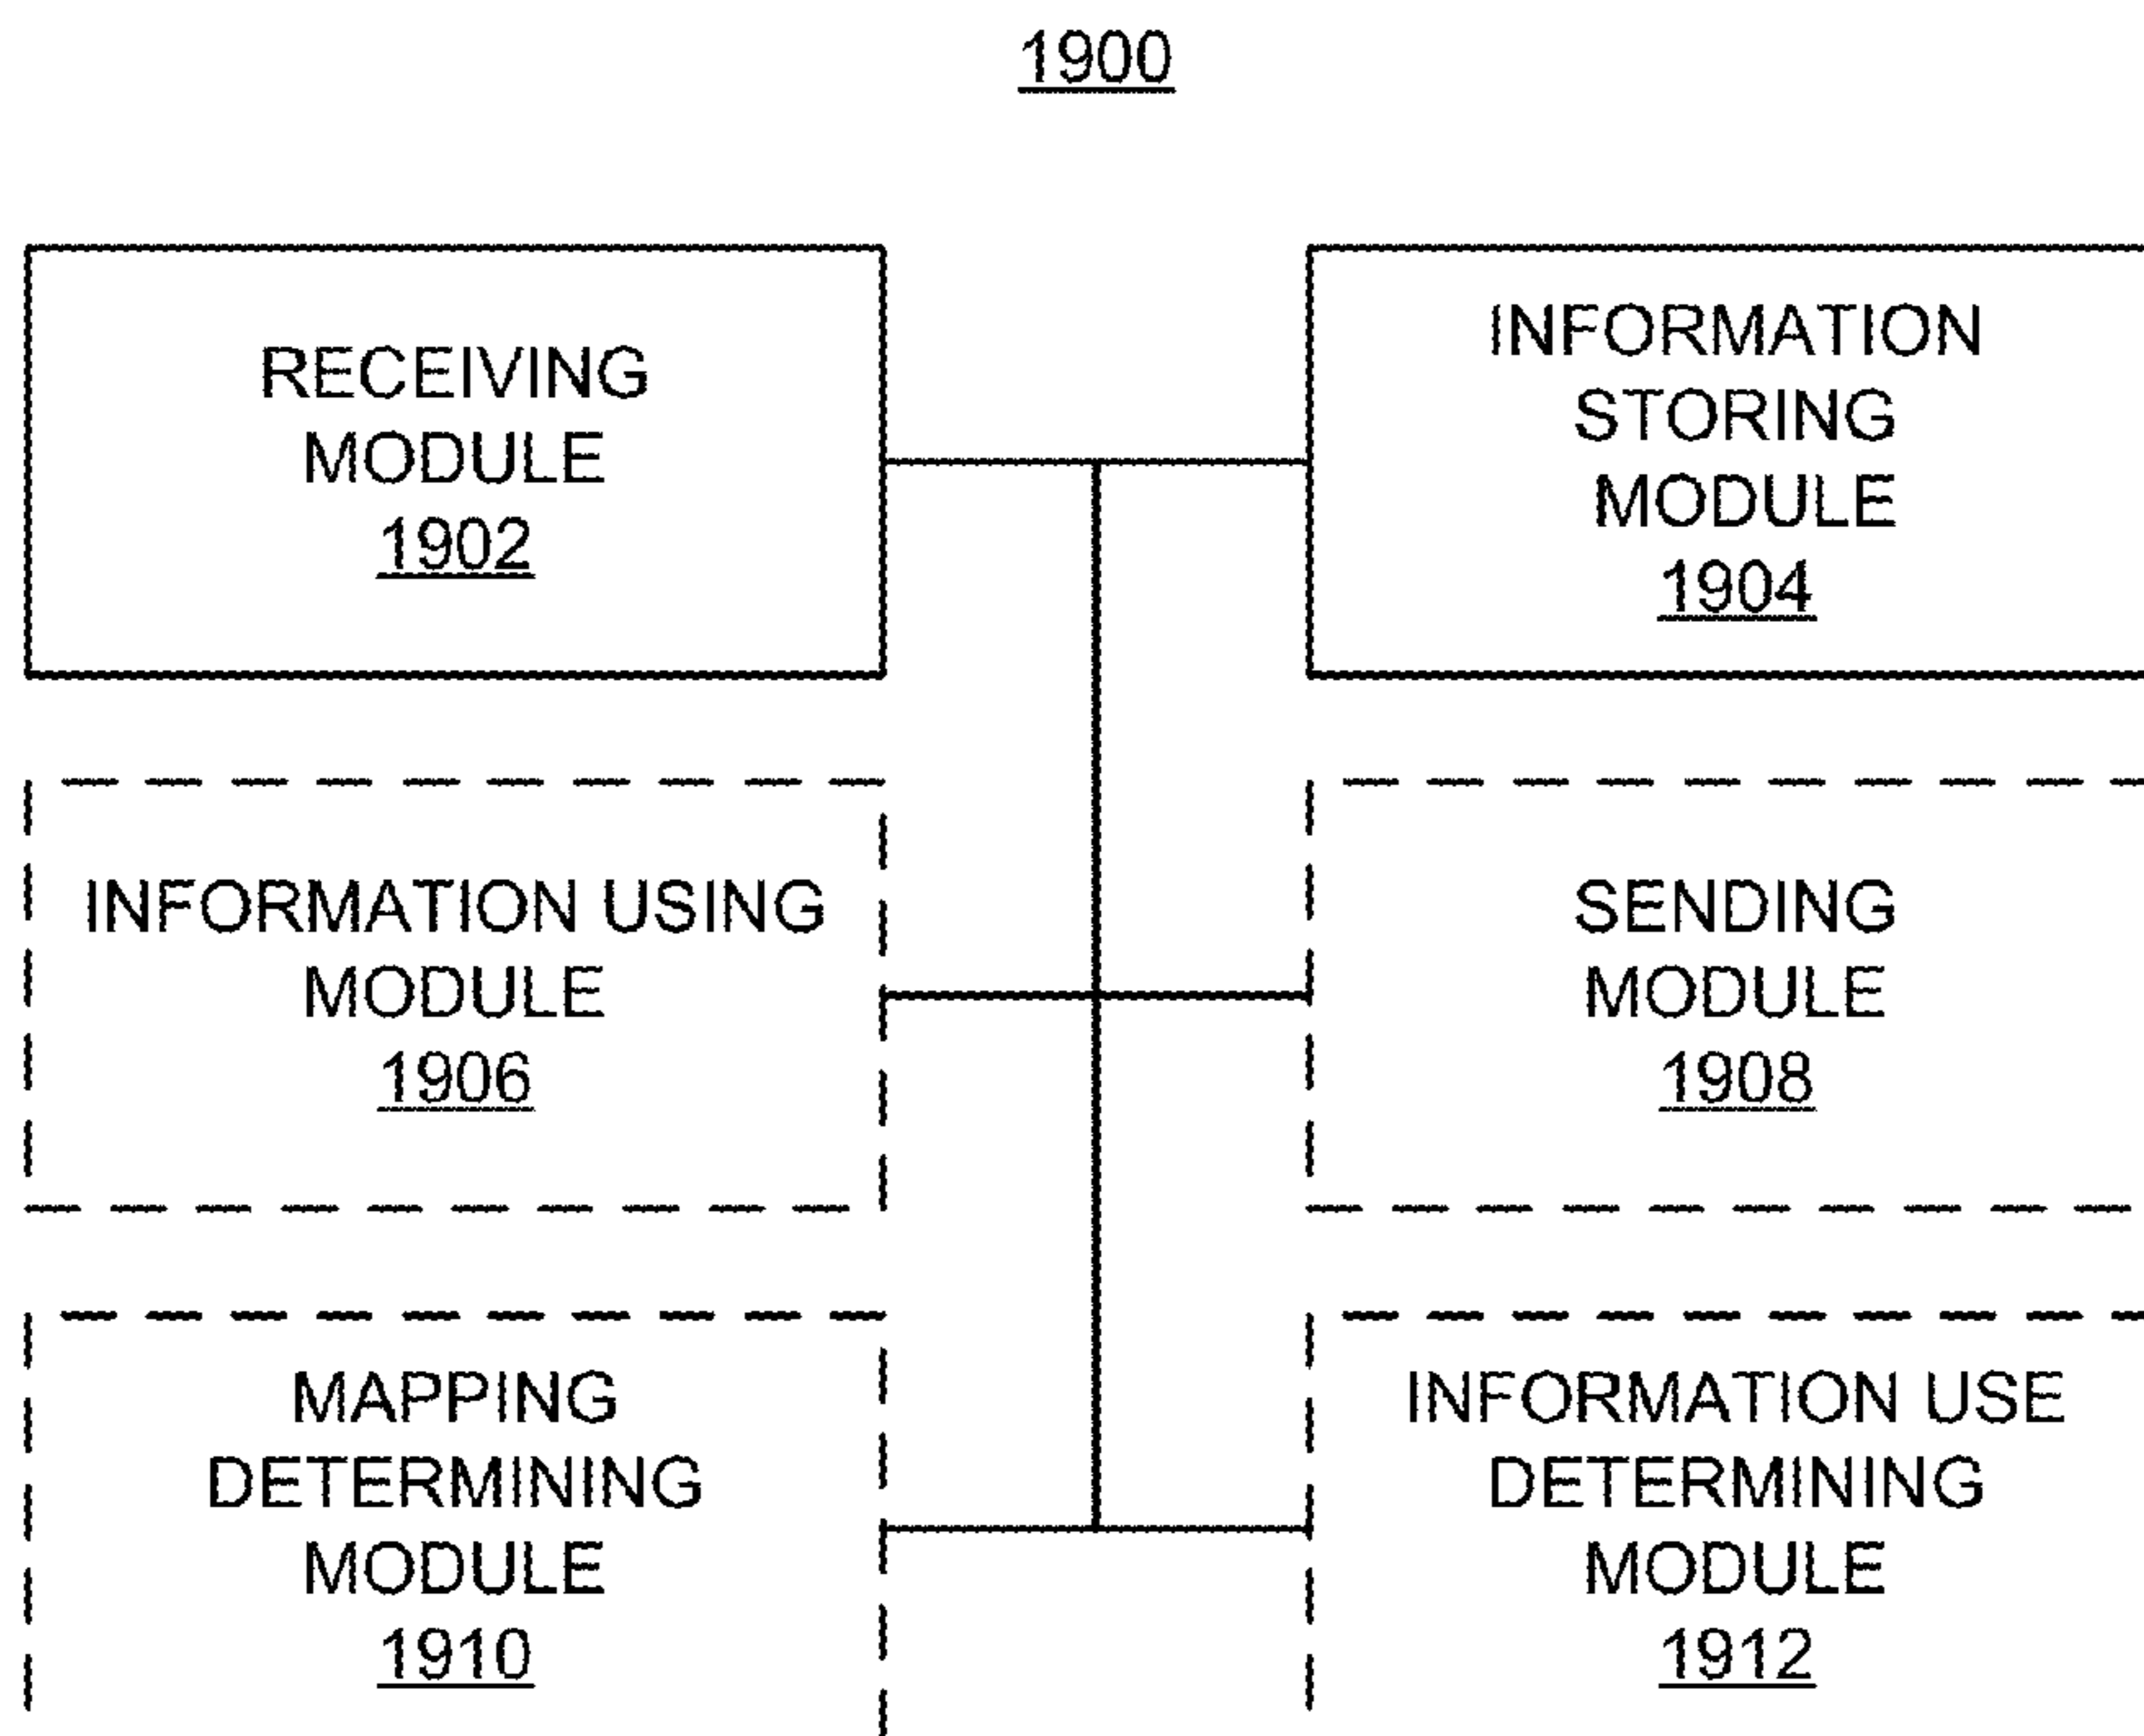 1900
RECEIVING
MODULE
1902
INFORMATION
STORING
MODULE
1904
INFORMATION USING
MODULE
1906
SENDING
MODULE
1908
MAPPING
DETERMINING
MODULE
1910
INFORMATION USE
DETERMINING
MODULE
1912